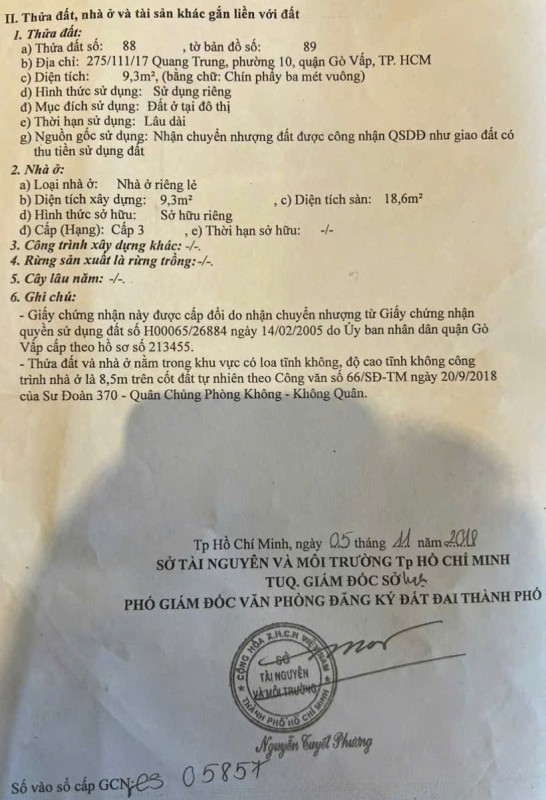 II. Thửa đất, nhà ở và tài sản khác gắn liền với đất
1. Thửa đất:
a) Thửa đất số: 88 , tờ bản đồ số: 89
b) Địa chỉ: 275/111/17 Quang Trung, phường 10, quận Gò Vấp, TP. HCM
c) Diện tích: 9,3m², (bằng chữ: Chín phẩy ba mét vuông)
d) Hình thức sử dụng: Sử dụng riêng
đ) Mục đích sử dụng: Đất ở tại đô thị
e) Thời hạn sử dụng: Lâu dài
g) Nguồn gốc sử dụng: Nhận chuyển nhượng đất được công nhận QSDĐ như giao đất có
thu tiền sử dụng đất
2. Nhà ở:
a) Loại nhà ở: Nhà ở riêng lẻ
b) Diện tích xây dựng: 9,3m² , c) Diện tích sàn: 18,6m²
d) Hình thức sở hữu: Sở hữu riêng
đ) Cấp (Hạng): Cấp 3 , e) Thời hạn sở hữu: -/-
3. Công trình xây dựng khác: -/-.
4. Rừng sản xuất là rừng trồng: -/-.
5. Cây lâu năm: -/-.
6. Ghi chú:
- Giấy chứng nhận này được cấp đổi do nhận chuyển nhượng từ Giấy chứng nhận
quyền sử dụng đất số H00065/26884 ngày 14/02/2005 do Ủy ban nhân dân quận Gò
Vấp cấp theo hồ sơ số 213455.
- Thửa đất và nhà ở nằm trong khu vực có loa tĩnh không, độ cao tĩnh không công
trình nhà ở là 8,5m trên cốt đất tự nhiên theo Công văn số 66/SĐ-TM ngày 20/9/2018
của Sư Đoàn 370 - Quân Chủng Phòng Không - Không Quân.
Tp Hồ Chí Minh, ngày 05 tháng 11 năm 2018
SỞ TÀI NGUYÊN VÀ MÔI TRƯỜNG Tp HỒ CHÍ MINH
TUQ. GIÁM ĐỐC SỞ
PHÓ GIÁM ĐỐC VĂN PHÒNG ĐĂNG KÝ ĐẤT ĐAI THÀNH PHỐ
CỘNG HÒA X.H.C.N VIỆT NAM
SỞ
TÀI NGUYÊN
VÀ MÔI TRƯỜNG
THÀNH PHỐ HỒ CHÍ MINH
Nguyễn Tuyết Phương
Số vào sổ cấp GCN: CS 05857